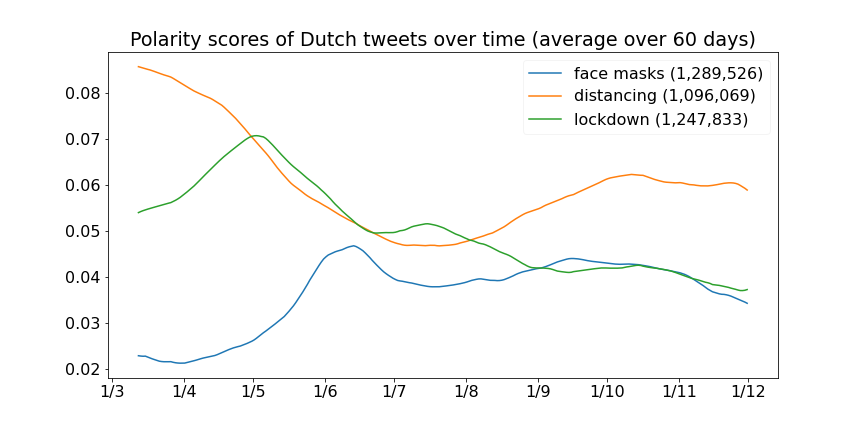 Polarity scores of Dutch tweets over time (average over 60 days)
face masks (1,289,526)
distancing (1,096,069)
lockdown (1,247,833)
0.08
0.07
0.06
0.05
0.04
0.03
0.02
1/3 1/4 1/5 1/6 1/7 1/8 1/9 1/10 1/11 1/12